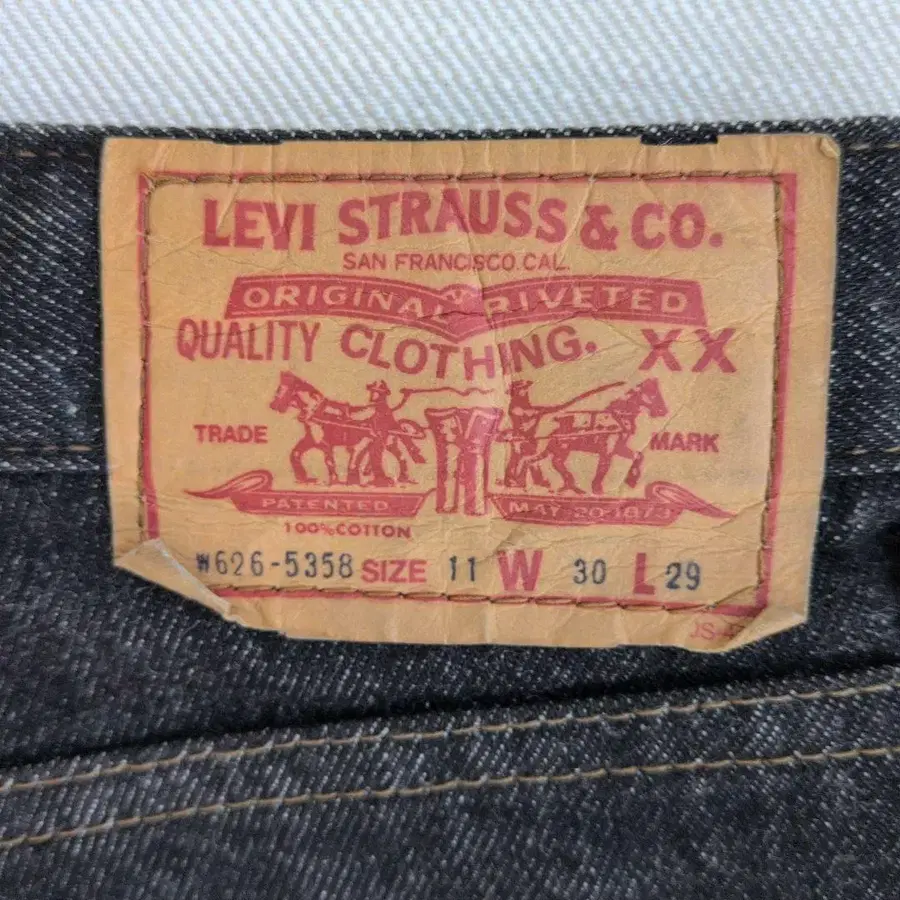 LEVI STRAUSS & CO.
SAN FRANCISCO.CAL.
ORIGINAL RIVETED
QUALITY CLOTHING. XX
TRADE MARK
PATENTED MAY 20 1873
100%COTTON
W626-5358 SIZE 11 W 30 L 29